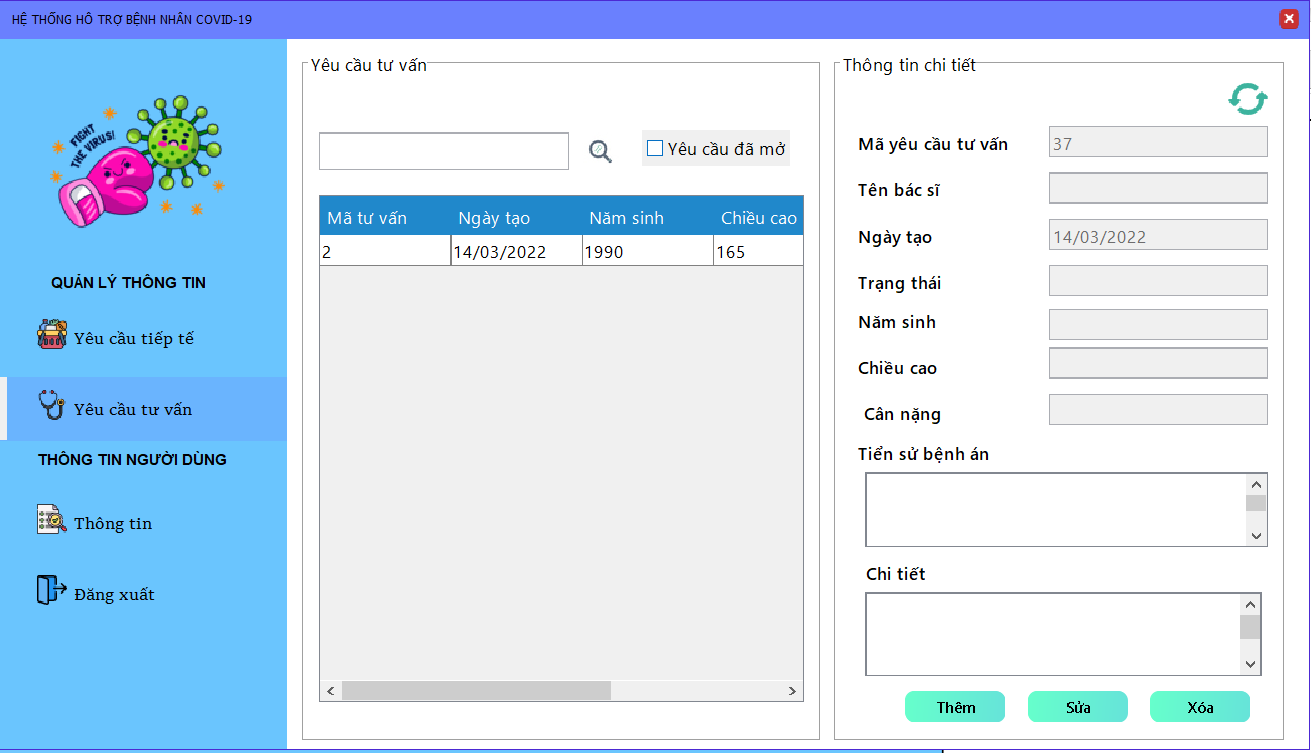 HỆ THỐNG HỖ TRỢ BỆNH NHÂN COVID-19
FIGHT
THE VIRUS!
QUẢN LÝ THÔNG TIN
Yêu cầu tiếp tế
Yêu cầu tư vấn
THÔNG TIN NGƯỜI DÙNG
Thông tin
Đăng xuất
Yêu cầu tư vấn
Yêu cầu đã mở
Mã tư vấn Ngày tạo Năm sinh Chiều cao
2 14/03/2022 1990 165
Thông tin chi tiết
Mã yêu cầu tư vấn 37
Tên bác sĩ
Ngày tạo 14/03/2022
Trạng thái
Năm sinh
Chiều cao
Cân nặng
Tiển sử bệnh án
Chi tiết
Thêm Sửa Xóa